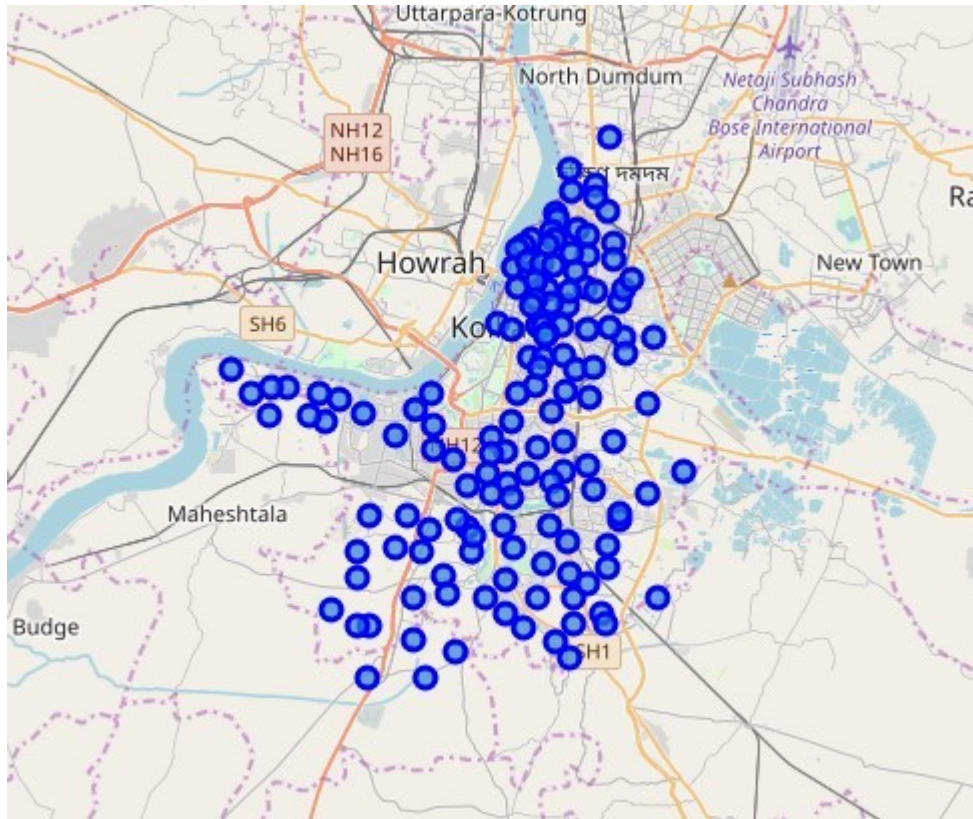 Uttarpara-Kotrung
North Dumdum
Netaji Subhash
Chandra
Bose International
Airport
NH12
NH16
দমদম
Ra
Howrah
New Town
SH6
Ko
NH12
Maheshtala
Budge
SH1